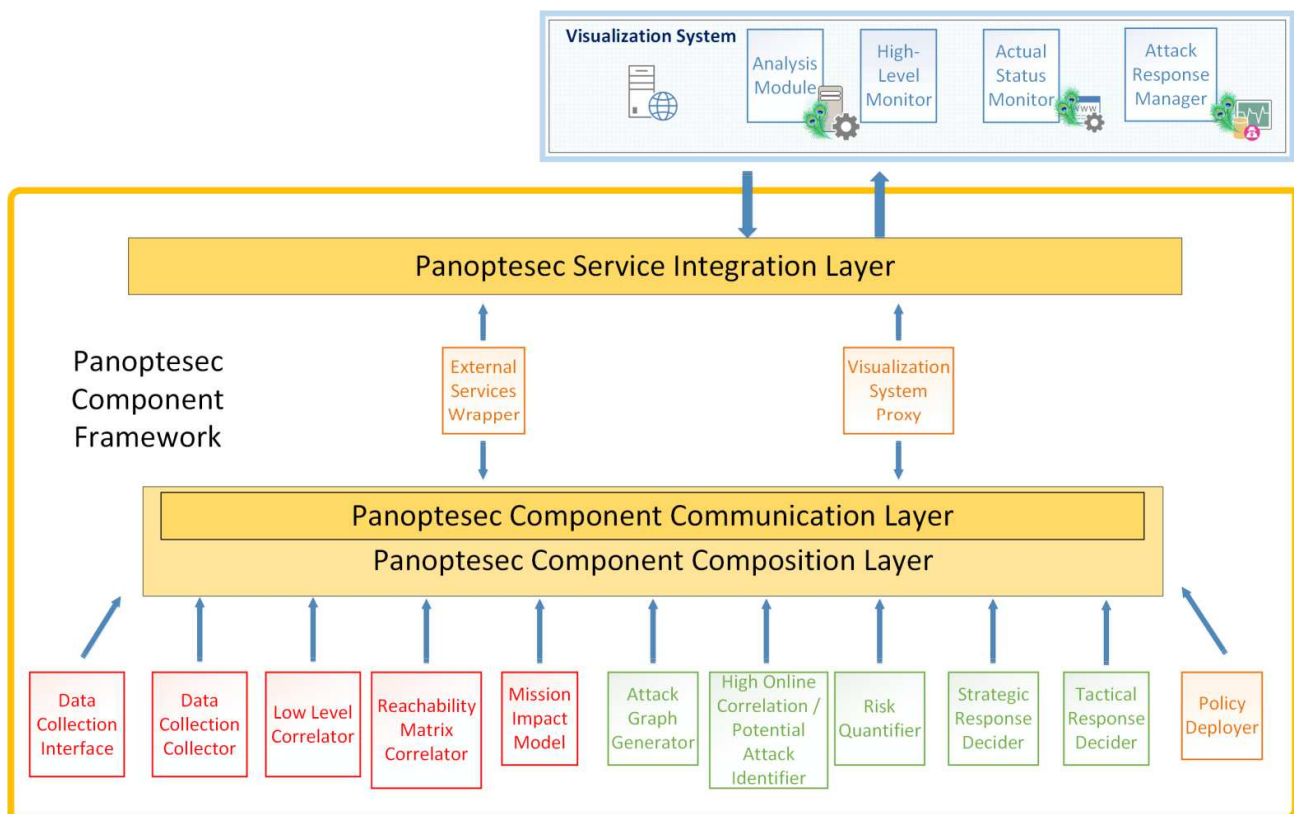 Visualization System
Analysis
Module
High-
Level
Monitor
Actual
Status
Monitor
Attack
Response
Manager
WWW
Panoptesec Service Integration Layer
Panoptesec
Component
Framework
External
Services
Wrapper
Visualization
System
Proxy
Panoptesec Component Communication Layer
Panoptesec Component Composition Layer
Data
Collection
Interface
Data
Collection
Collector
Low Level
Correlator
Reachability
Matrix
Correlator
Mission
Impact
Model
Attack
Graph
Generator
High Online
Correlation /
Potential
Attack
Identifier
Risk
Quantifier
Strategic
Response
Decider
Tactical
Response
Decider
Policy
Deployer